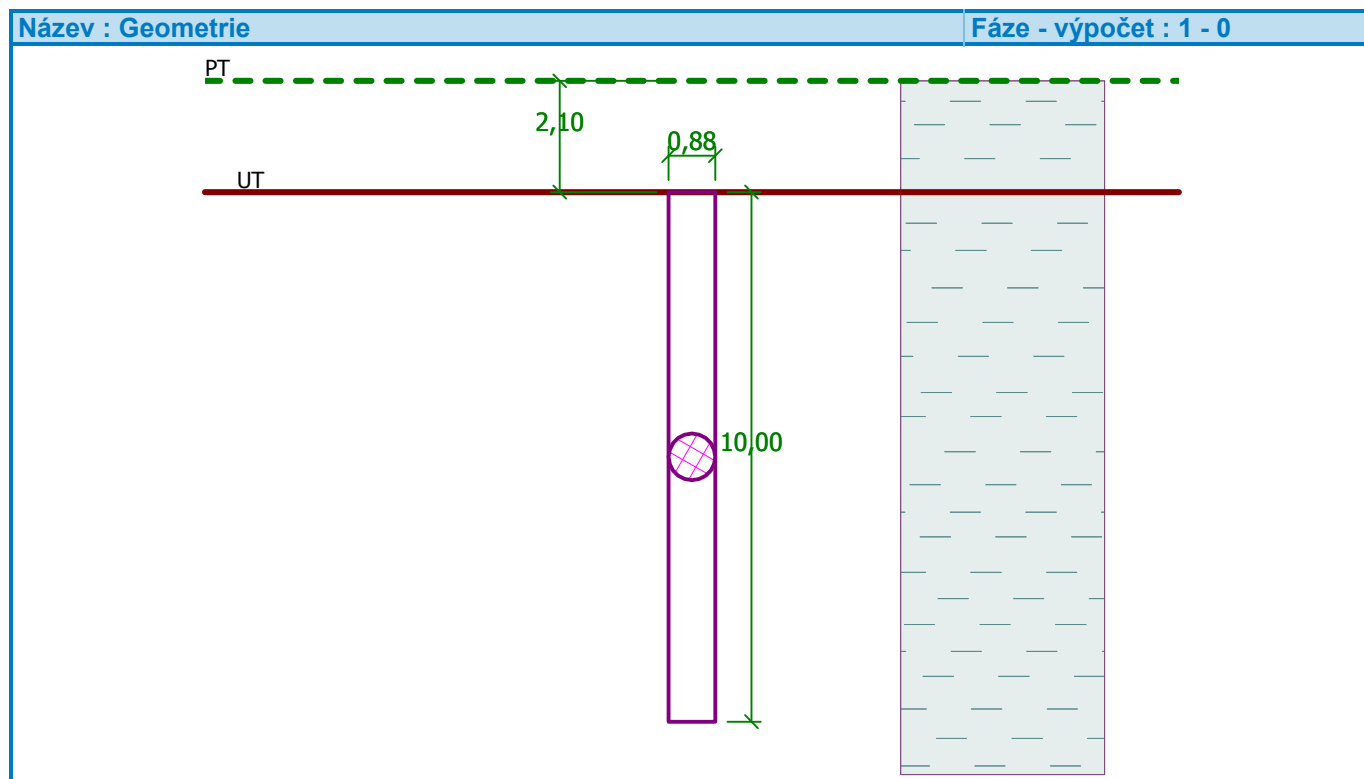 Název : Geometrie
Fáze - výpočet : 1 - 0
PT
2,10
0,88
UT
10,00